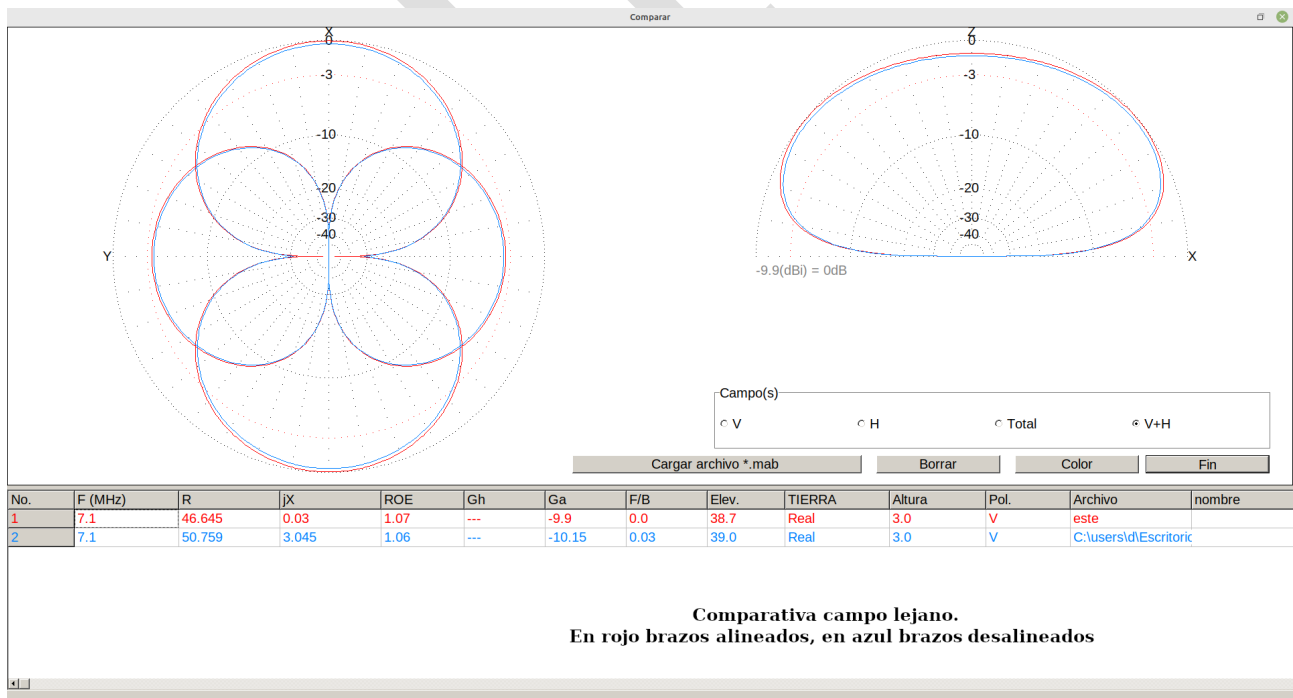 Comparar
X
0
-3
-10
-20
-30
-40
Y
Z
0
-3
-10
-20
-30
-40
X
-9.9(dBi) = 0dB
Campo(s)
V H Total V+H
Cargar archivo *.mab Borrar Color Fin
No. F (MHz) R jX ROE Gh Ga F/B Elev. TIERRA Altura Pol. Archivo nombre
1 7.1 46.645 0.03 1.07 --- -9.9 0.0 38.7 Real 3.0 V este
2 7.1 50.759 3.045 1.06 --- -10.15 0.03 39.0 Real 3.0 V C:\users\d\Escritoric
Comparativa campo lejano.
En rojo brazos alineados, en azul brazos desalineados